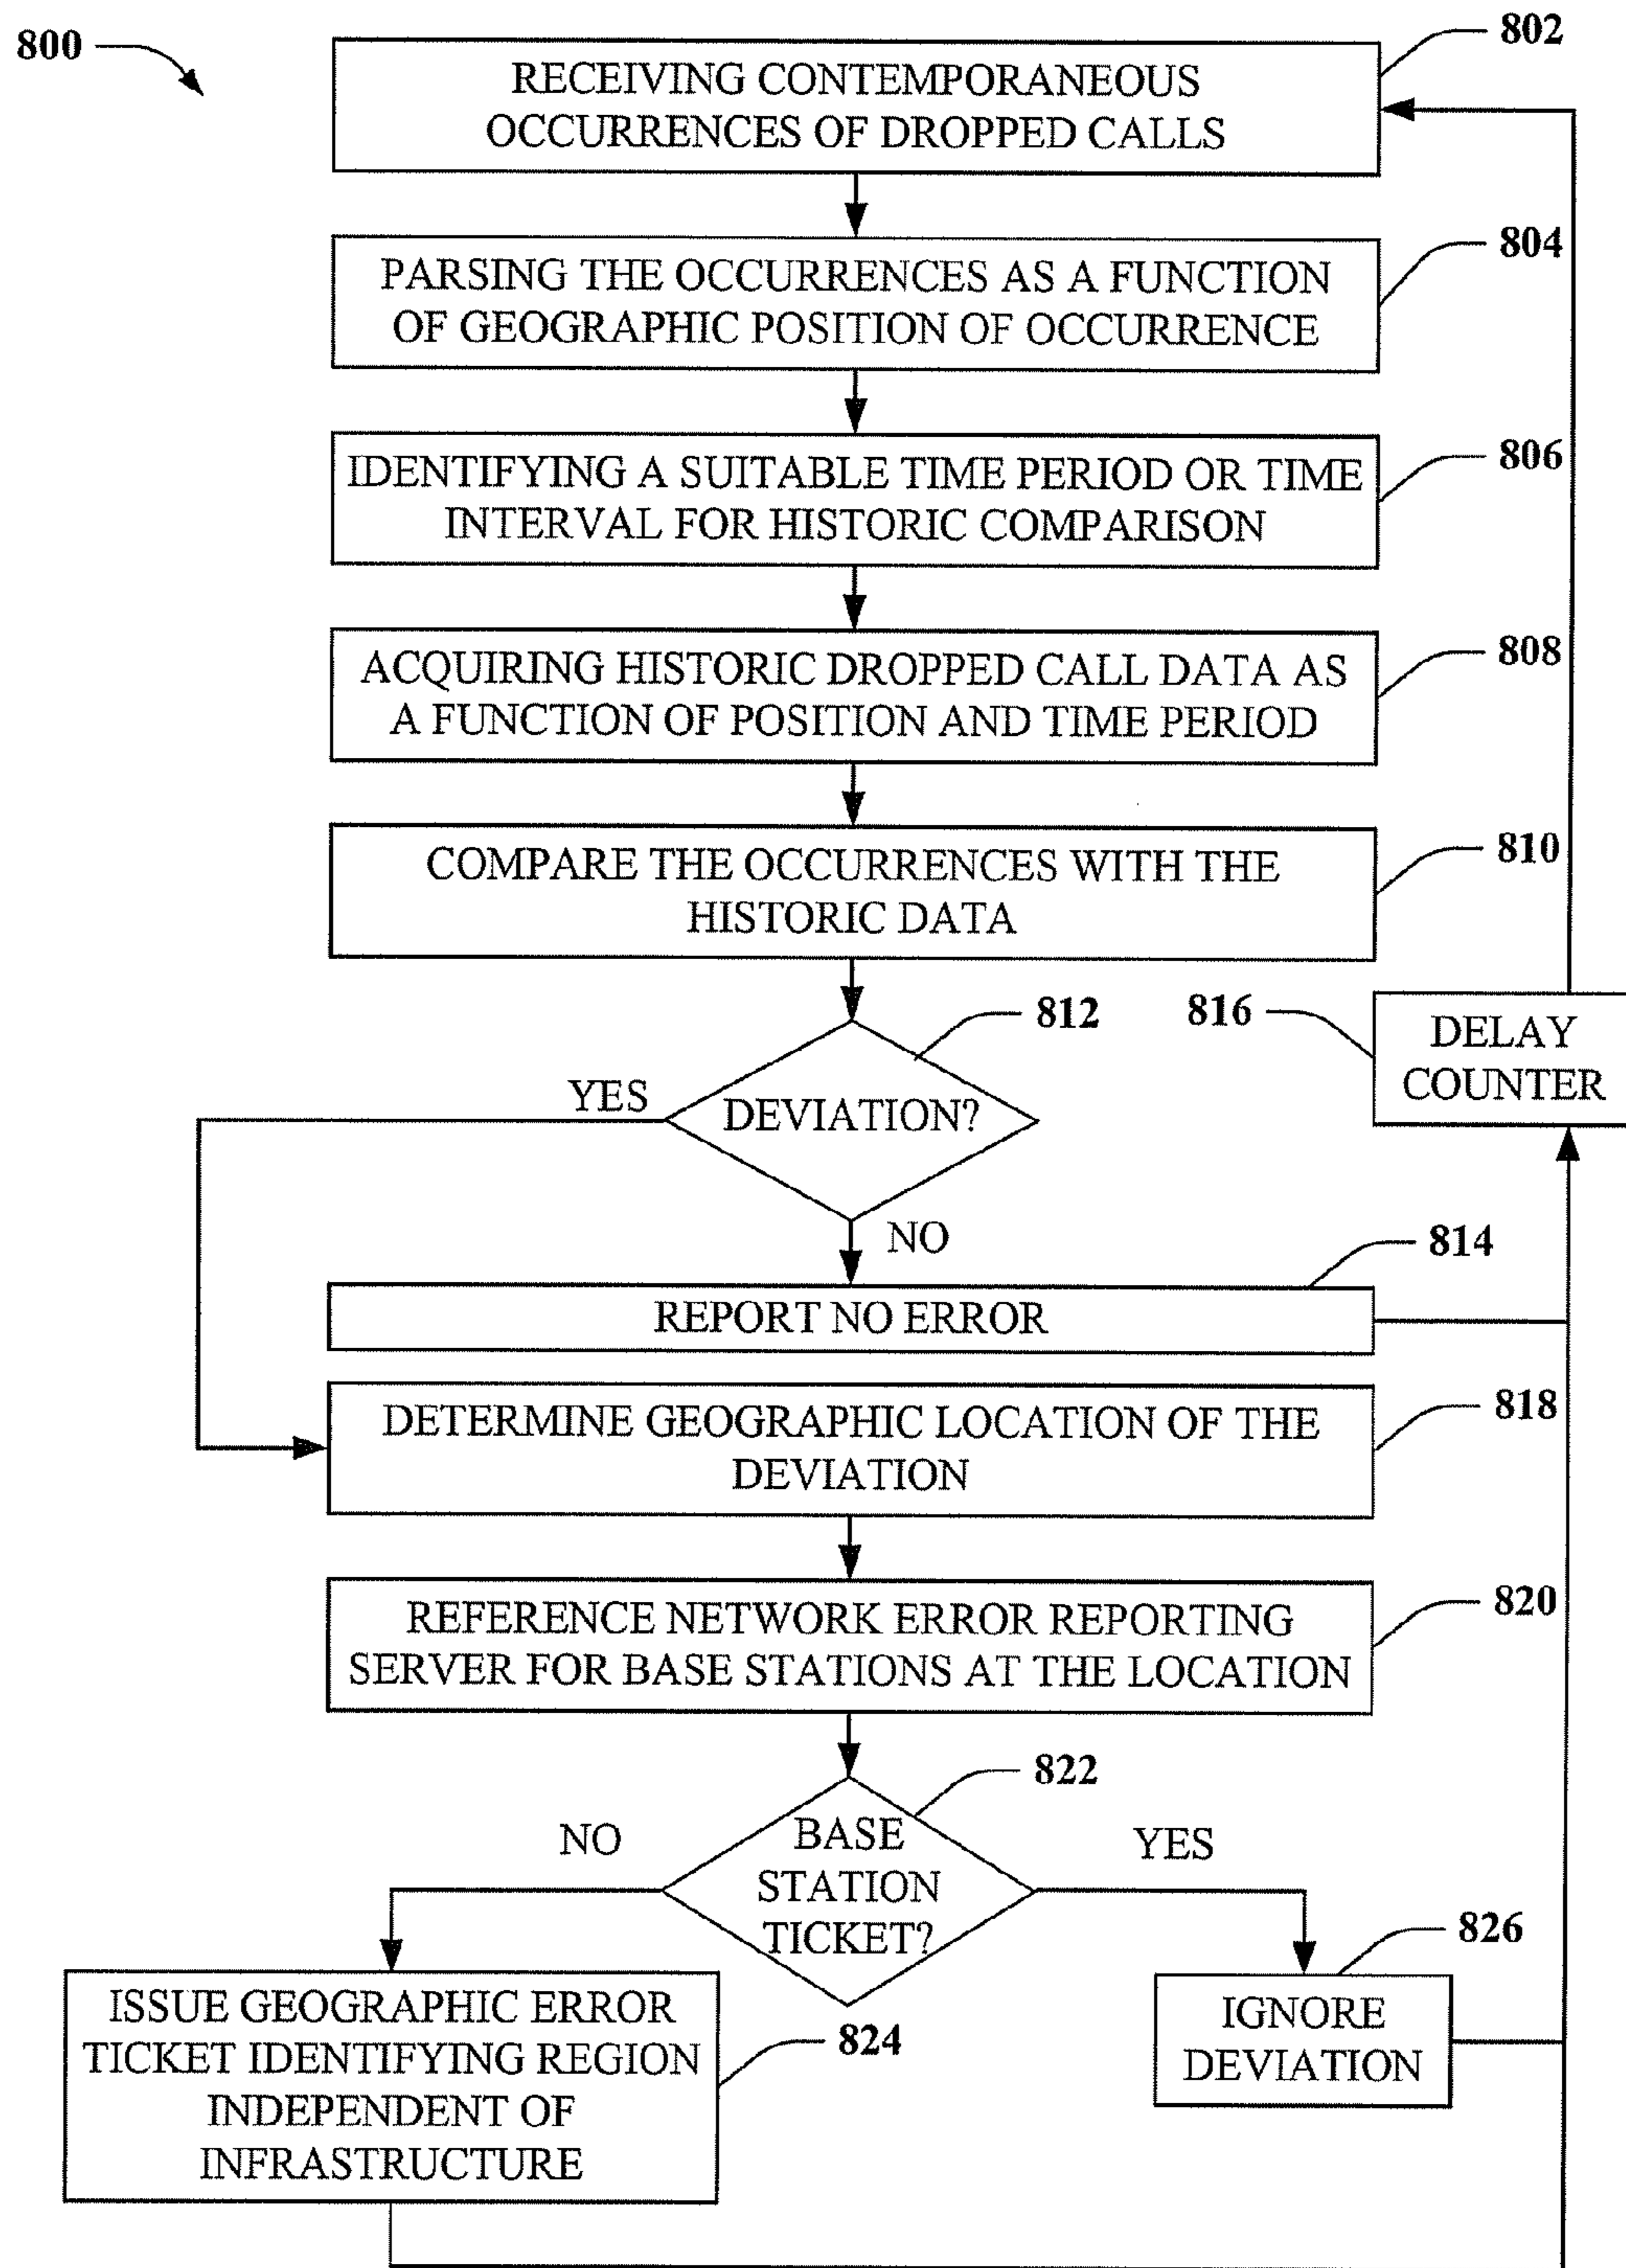 800
802
RECEIVING CONTEMPORANEOUS
OCCURRENCES OF DROPPED CALLS
804
PARSING THE OCCURRENCES AS A FUNCTION
OF GEOGRAPHIC POSITION OF OCCURRENCE
806
IDENTIFYING A SUITABLE TIME PERIOD OR TIME
INTERVAL FOR HISTORIC COMPARISON
808
ACQUIRING HISTORIC DROPPED CALL DATA AS
A FUNCTION OF POSITION AND TIME PERIOD
810
COMPARE THE OCCURRENCES WITH THE
HISTORIC DATA
812
816
DELAY
COUNTER
YES
DEVIATION?
NO
814
REPORT NO ERROR
818
DETERMINE GEOGRAPHIC LOCATION OF THE
DEVIATION
820
REFERENCE NETWORK ERROR REPORTING
SERVER FOR BASE STATIONS AT THE LOCATION
822
NO
BASE
STATION
TICKET?
YES
826
ISSUE GEOGRAPHIC ERROR
TICKET IDENTIFYING REGION
INDEPENDENT OF
INFRASTRUCTURE
824
IGNORE
DEVIATION